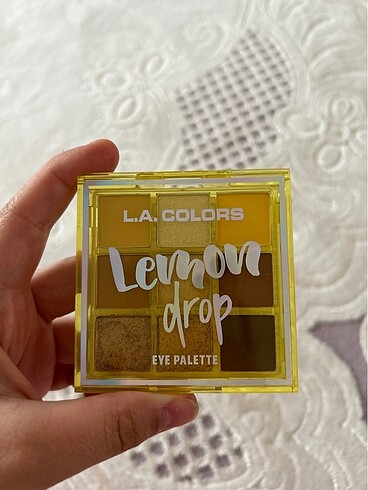 L.A. COLORS
Lemon
drop
EYE PALETTE